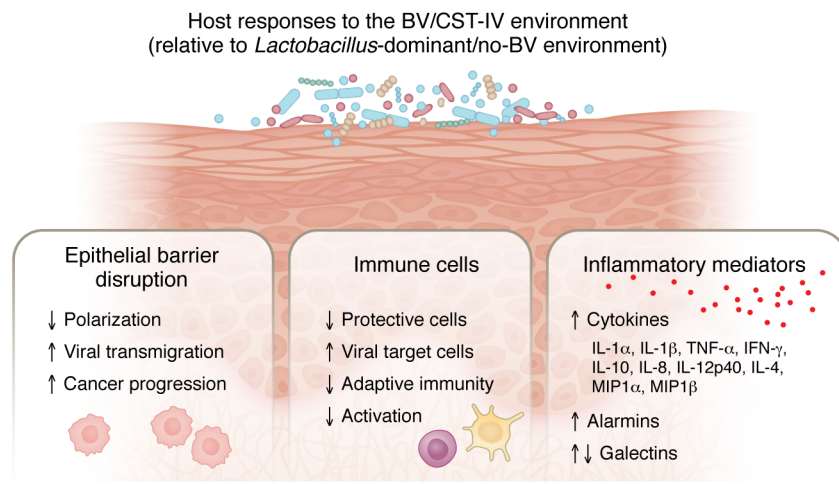 Host responses to the BV/CST-IV environment
(relative to Lactobacillus-dominant/no-BV environment)
Epithelial barrier
disruption
↓ Polarization
↑ Viral transmigration
↑ Cancer progression
Immune cells
↓ Protective cells
↑ Viral target cells
↓ Adaptive immunity
↓ Activation
Inflammatory mediators
↑ Cytokines
IL-1α, IL-1β, TNF-α, IFN-γ,
IL-10, IL-8, IL-12p40, IL-4,
MIP1α, MIP1β
↑ Alarmins
↑↓ Galectins